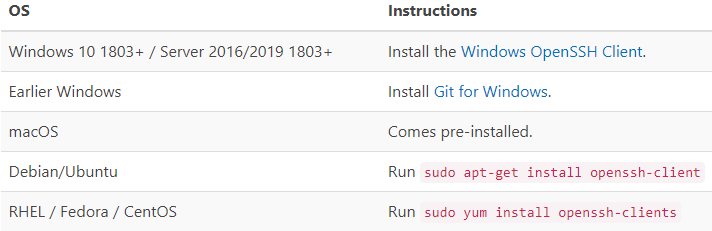 OS Instructions
Windows 10 1803+ / Server 2016/2019 1803+ Install the Windows OpenSSH Client.
Earlier Windows Install Git for Windows.
macOS Comes pre-installed.
Debian/Ubuntu Run sudo apt-get install openssh-client
RHEL / Fedora / CentOS Run sudo yum install openssh-clients